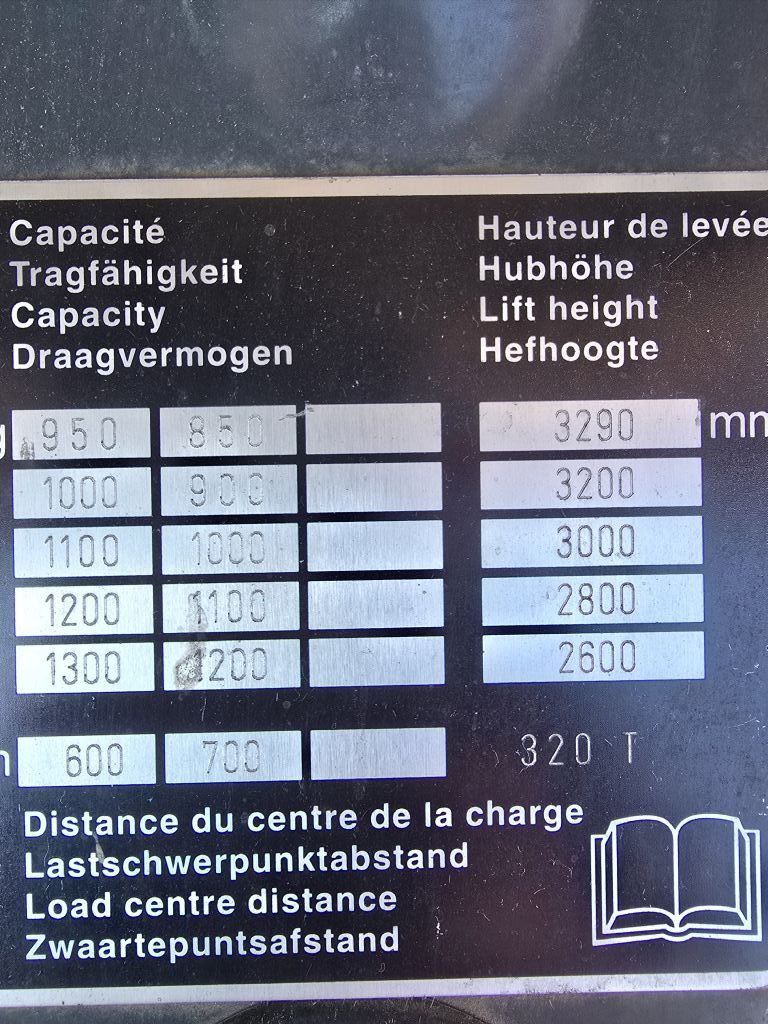 Capacité
Tragfähigkeit
Capacity
Draagvermogen
Hauteur de levée
Hubhöhe
Lift height
Hefhoogte
950 850 3290 mm
1000 900 3200
1100 1000 3000
1200 1100 2800
1300 1200 2600
600 700 320 T
Distance du centre de la charge
Lastschwerpunktabstand
Load centre distance
Zwaartepuntsafstand